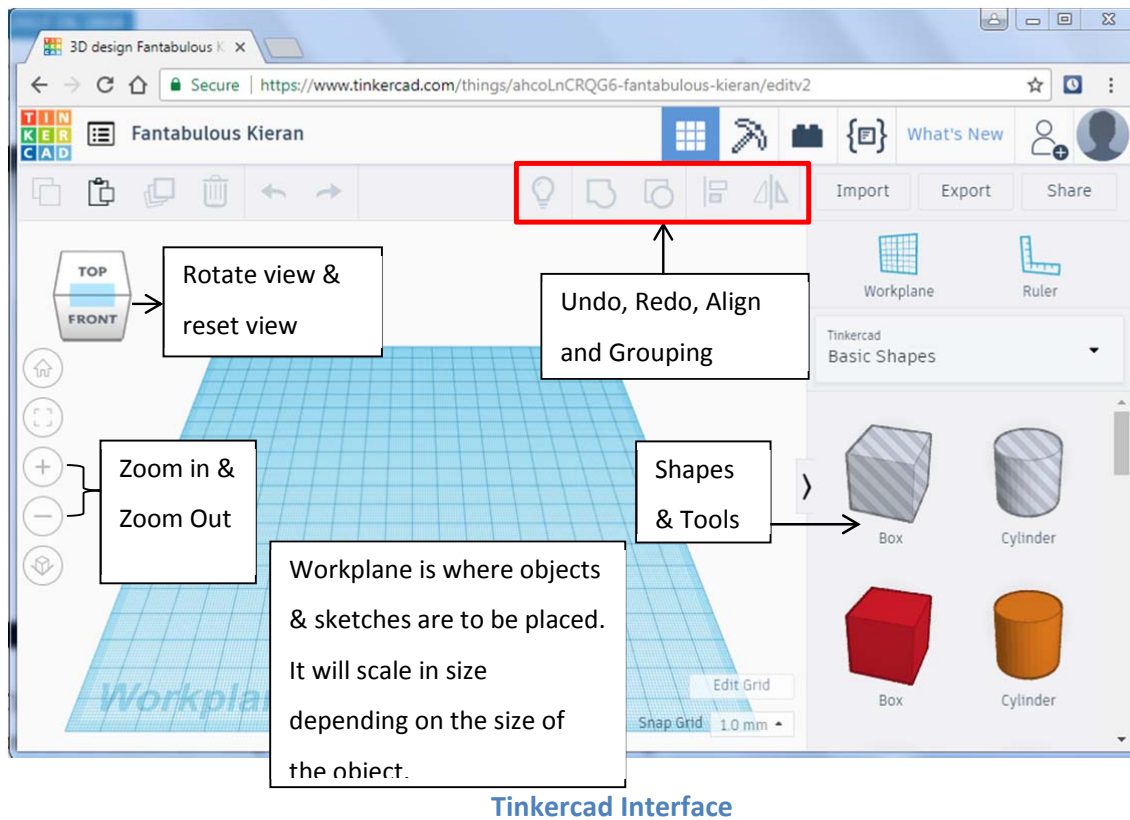 3D design Fantabulous K
Secure | https://www.tinkercad.com/things/ahcoLnCRQG6-fantabulous-kieran/editv2
TIN
KER
CAD
Fantabulous Kieran
What's New
Import
Export
Share
TOP
FRONT
Rotate view &
reset view
Undo, Redo, Align
and Grouping
Workplane
Ruler
Tinkercad
Basic Shapes
Zoom in &
Zoom Out
Shapes
& Tools
Box
Cylinder
Workplane is where objects
& sketches are to be placed.
It will scale in size
depending on the size of
the object.
Workpla
Edit Grid
Snap Grid 1.0 mm
Box
Cylinder
Tinkercad Interface